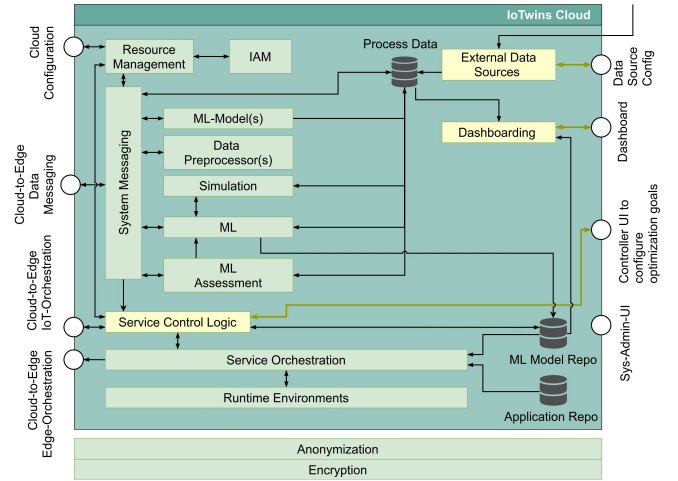 IoTwins Cloud
Cloud
Configuration
Resource
Management
IAM
Process Data
External Data
Sources
Data
Source
Config
ML-Model(s)
Dashboarding
Dashboard
Data
Preprocessor(s)
System Messaging
Cloud-to-Edge
Data
Messaging
Simulation
ML
Controller UI to
configure
optimization goals
ML
Assessment
Cloud-to-Edge
IoT-Orchestration
Service Control Logic
Sys-Admin-UI
ML Model Repo
Cloud-to-Edge
Edge-Orchestration
Service Orchestration
Runtime Environments
Application Repo
Anonymization
Encryption